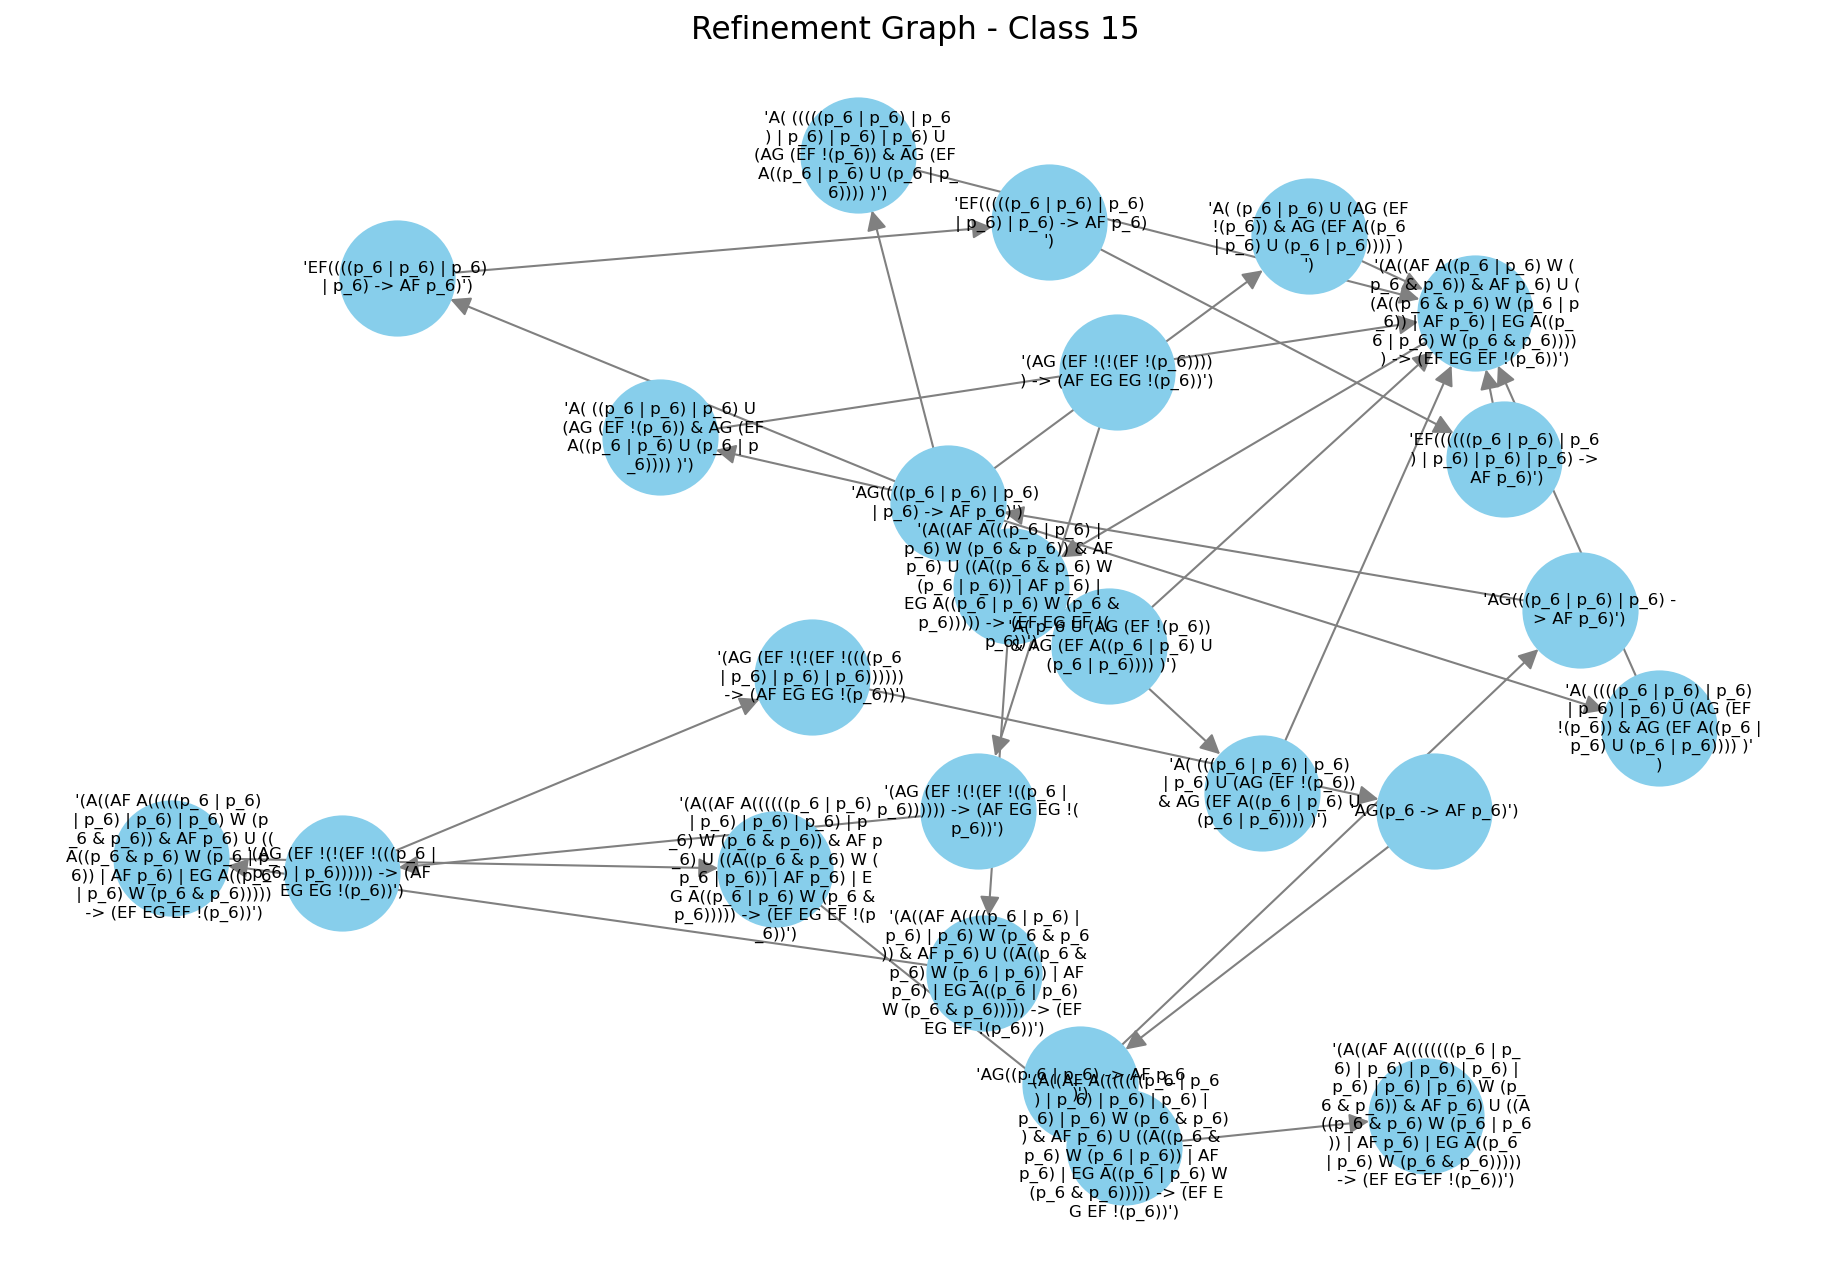 Refinement Graph - Class 15
'A( (((((p_6 | p_6) | p_6
) | p_6) | p_6) | p_6) U
(AG (EF !(p_6)) & AG (EF
A((p_6 | p_6) U (p_6 | p_
6)))) )')
'EF(((((p_6 | p_6) | p_6)
| p_6) | p_6) -> AF p_6)
')
'A( (p_6 | p_6) U (AG (EF
!(p_6)) & AG (EF A((p_6
| p_6) U (p_6 | p_6)))) )
')
'EF((((p_6 | p_6) | p_6)
| p_6) -> AF p_6)')
'(A((AF A((p_6 | p_6) W (
p_6 & p_6)) & AF p_6) U (
(A((p_6 & p_6) W (p_6 | p
_6)) | AF p_6) | EG A((p_
6 | p_6) W (p_6 & p_6))))
) -> (EF EG EF !(p_6))')
'(AG (EF !(!(EF !(p_6))))
) -> (AF EG EG !(p_6))')
'A( ((p_6 | p_6) | p_6) U
(AG (EF !(p_6)) & AG (EF
A((p_6 | p_6) U (p_6 | p
_6)))) )')
'EF((((((p_6 | p_6) | p_6
) | p_6) | p_6) | p_6) ->
AF p_6)')
'AG((((p_6 | p_6) | p_6)
| p_6) -> AF p_6)')
'(A((AF A(((p_6 | p_6) |
p_6) W (p_6 & p_6)) & AF
p_6) U ((A((p_6 & p_6) W
(p_6 | p_6)) | AF p_6) |
EG A((p_6 | p_6) W (p_6 &
p_6))))) -> (EF EG EF !(
p_6))')
'A( p_6 U (AG (EF !(p_6))
& AG (EF A((p_6 | p_6) U
(p_6 | p_6)))) )')
'AG(((p_6 | p_6) | p_6) -
> AF p_6)')
'(AG (EF !(!(EF !((((p_6
| p_6) | p_6) | p_6))))))
-> (AF EG EG !(p_6))')
'A( ((((p_6 | p_6) | p_6)
| p_6) | p_6) U (AG (EF
!(p_6)) & AG (EF A((p_6 |
p_6) U (p_6 | p_6)))) )'
)
'A( (((p_6 | p_6) | p_6)
| p_6) U (AG (EF !(p_6))
& AG (EF A((p_6 | p_6) U
(p_6 | p_6)))) )')
'AG(p_6 -> AF p_6)')
'(AG (EF !(!(EF !((p_6 |
p_6)))))) -> (AF EG EG !(
p_6))')
'(A((AF A(((((p_6 | p_6)
| p_6) | p_6) | p_6) W (p
_6 & p_6)) & AF p_6) U ((
A((p_6 & p_6) W (p_6 | p_
6)) | AF p_6) | EG A((p_6
| p_6) W (p_6 & p_6)))))
-> (EF EG EF !(p_6))')
'(AG (EF !(!(EF !(((p_6 |
p_6) | p_6)))))) -> (AF
EG EG !(p_6))')
'(A((AF A((((((p_6 | p_6)
| p_6) | p_6) | p_6) | p
_6) W (p_6 & p_6)) & AF p
_6) U ((A((p_6 & p_6) W (
p_6 | p_6)) | AF p_6) | E
G A((p_6 | p_6) W (p_6 &
p_6))))) -> (EF EG EF !(p
_6))')
'(A((AF A((((p_6 | p_6) |
p_6) | p_6) W (p_6 & p_6
)) & AF p_6) U ((A((p_6 &
p_6) W (p_6 | p_6)) | AF
p_6) | EG A((p_6 | p_6)
W (p_6 & p_6))))) -> (EF
EG EF !(p_6))')
'AG((p_6 | p_6) -> AF p_6
)')
'(A((AF A(((((((p_6 | p_6
) | p_6) | p_6) | p_6) |
p_6) | p_6) W (p_6 & p_6)
) & AF p_6) U ((A((p_6 &
p_6) W (p_6 | p_6)) | AF
p_6) | EG A((p_6 | p_6) W
(p_6 & p_6))))) -> (EF E
G EF !(p_6))')
'(A((AF A((((((((p_6 | p_
6) | p_6) | p_6) | p_6) |
p_6) | p_6) | p_6) W (p_
6 & p_6)) & AF p_6) U ((A
((p_6 & p_6) W (p_6 | p_6
)) | AF p_6) | EG A((p_6
| p_6) W (p_6 & p_6)))))
-> (EF EG EF !(p_6))')